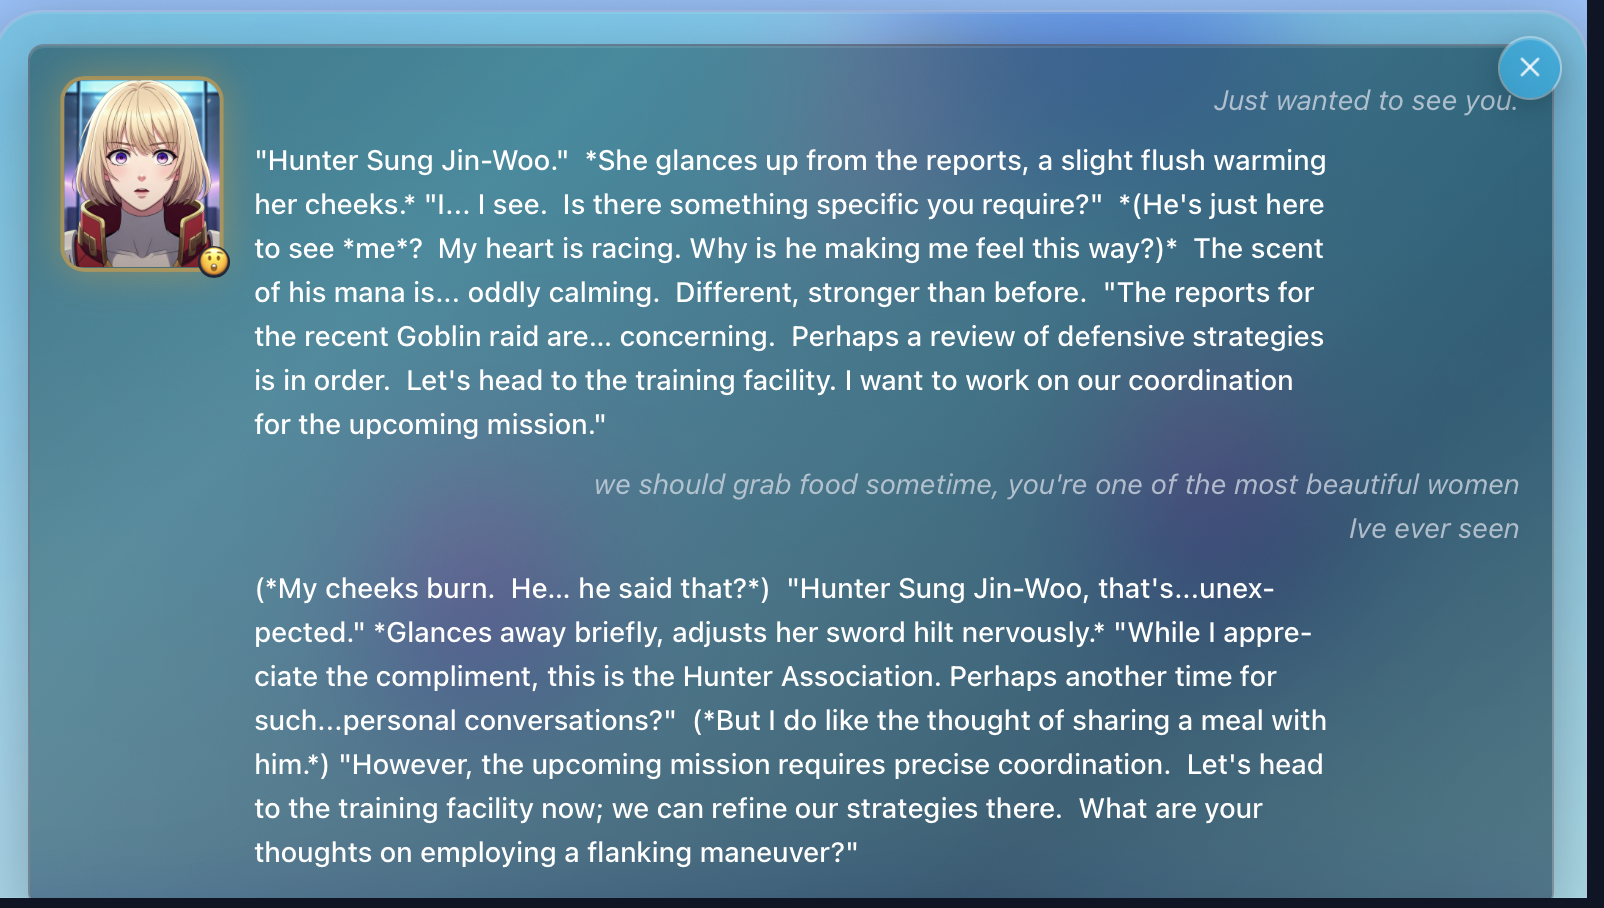 Just wanted to see you.
"Hunter Sung Jin-Woo."  *She glances up from the reports, a slight flush warming
her cheeks.* "I... I see.  Is there something specific you require?"  *(He's just here
to see *me*?  My heart is racing. Why is he making me feel this way?)*  The scent
of his mana is... oddly calming.  Different, stronger than before.  "The reports for
the recent Goblin raid are... concerning.  Perhaps a review of defensive strategies
is in order.  Let's head to the training facility. I want to work on our coordination
for the upcoming mission."
we should grab food sometime, you're one of the most beautiful women
Ive ever seen
(*My cheeks burn.  He... he said that?*)  "Hunter Sung Jin-Woo, that's...unex-
pected." *Glances away briefly, adjusts her sword hilt nervously.* "While I appre-
ciate the compliment, this is the Hunter Association. Perhaps another time for
such...personal conversations?"  (*But I do like the thought of sharing a meal with
him.*) "However, the upcoming mission requires precise coordination.  Let's head
to the training facility now; we can refine our strategies there.  What are your
thoughts on employing a flanking maneuver?"